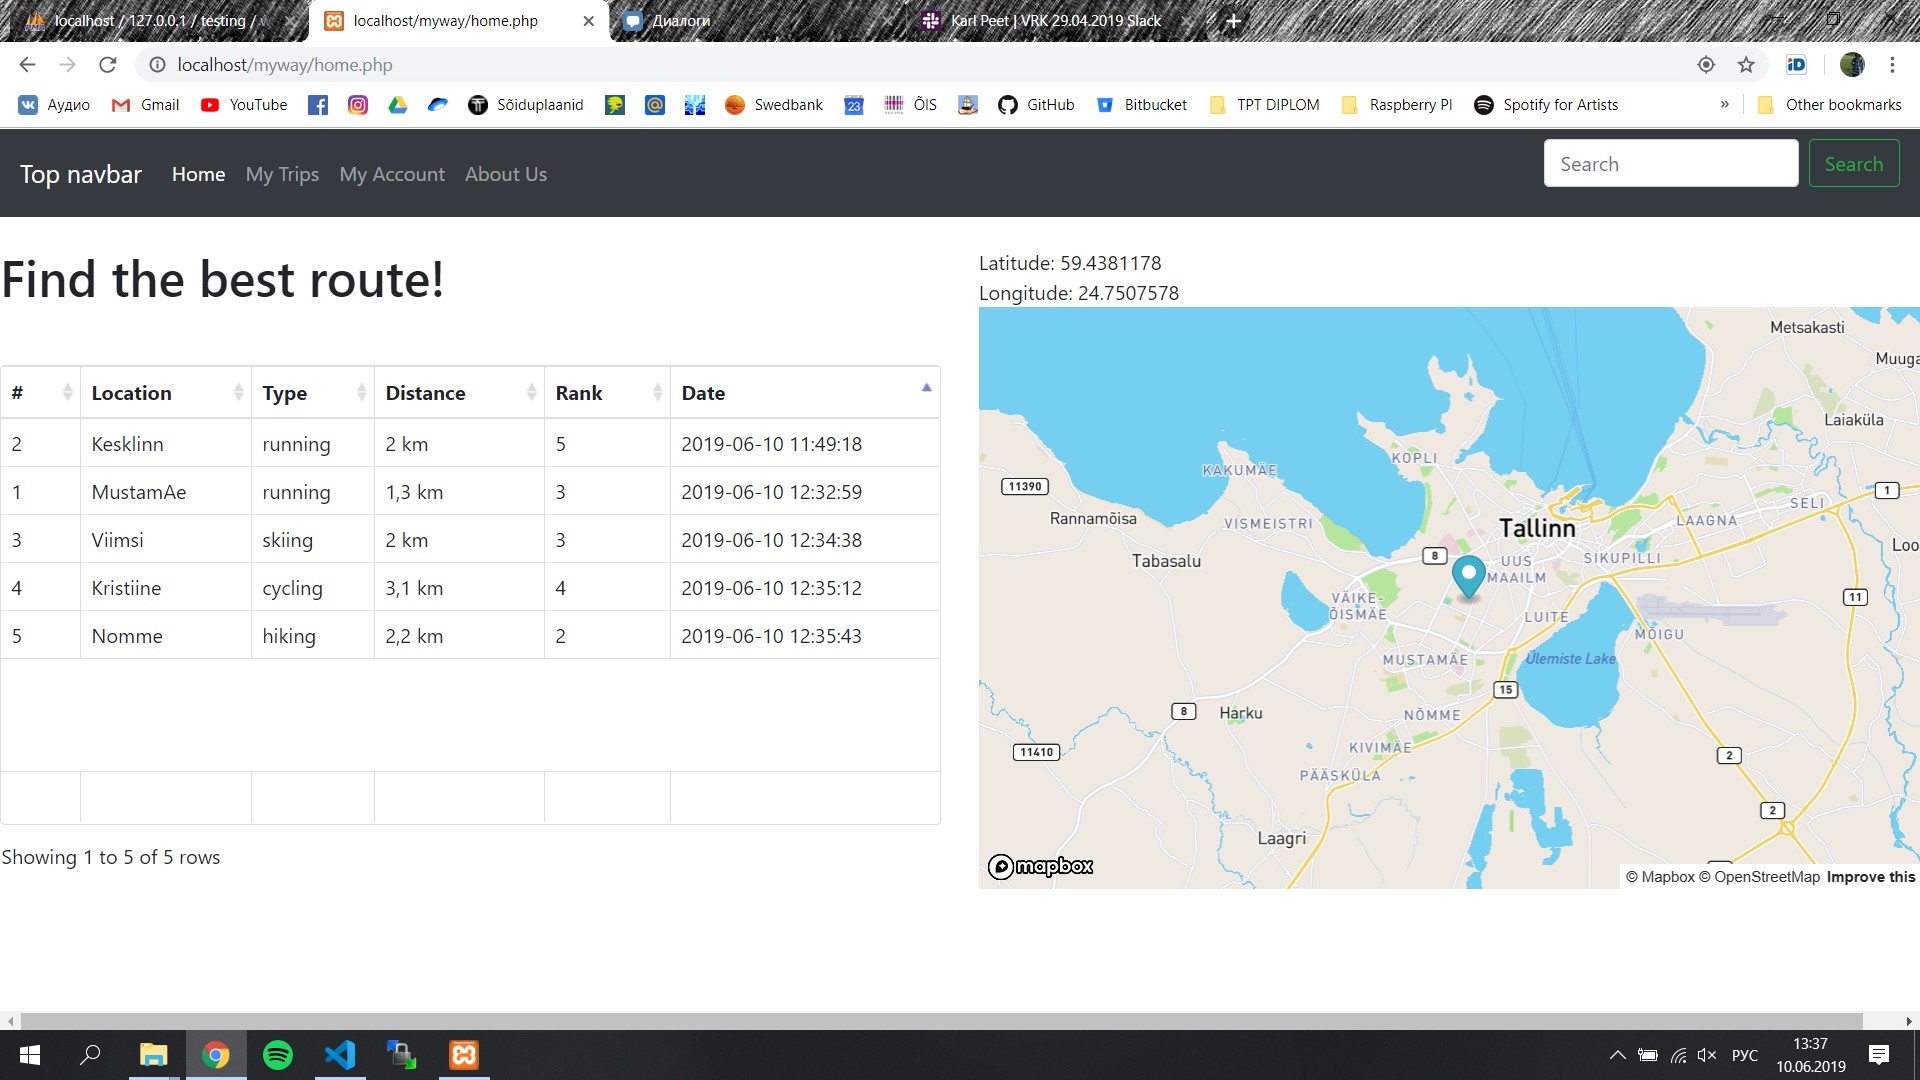 localhost / 127.0.0.1 / testing /
localhost/myway/home.php
Диалоги
Karl Peet | VRK 29.04.2019 Slack
localhost/myway/home.php
iD
Аудио
Gmail
YouTube
Sõiduplaanid
Swedbank
23
ÕIS
GitHub
Bitbucket
TPT DIPLOM
Raspberry PI
Spotify for Artists
»
Other bookmarks
Top navbar
Home
My Trips
My Account
About Us
Search
Search
Find the best route!
# Location Type Distance Rank Date
2 Kesklinn running 2 km 5 2019-06-10 11:49:18
1 MustamAe running 1,3 km 3 2019-06-10 12:32:59
3 Viimsi skiing 2 km 3 2019-06-10 12:34:38
4 Kristiine cycling 3,1 km 4 2019-06-10 12:35:12
5 Nomme hiking 2,2 km 2 2019-06-10 12:35:43
Showing 1 to 5 of 5 rows
Latitude: 59.4381178
Longitude: 24.7507578
Metsakasti
Muuga
Laiaküla
KOPLI
KAKUMÄE
11390
1
SELI
Rannamõisa
VISMEISTRI
Tallinn
LAAGNA
Loo
8
Tabasalu
UUS
MAAILM
SIKUPILLI
11
VÄIKE-
ÕISMÄE
LUITE
MÕIGU
MUSTAMÄE
Ülemiste Lake
15
8
Harku
NÕMME
11410
KIVIMÄE
2
PÄÄSKÜLA
2
Laagri
mapbox
© Mapbox © OpenStreetMap Improve this
РУС
13:37
10.06.2019